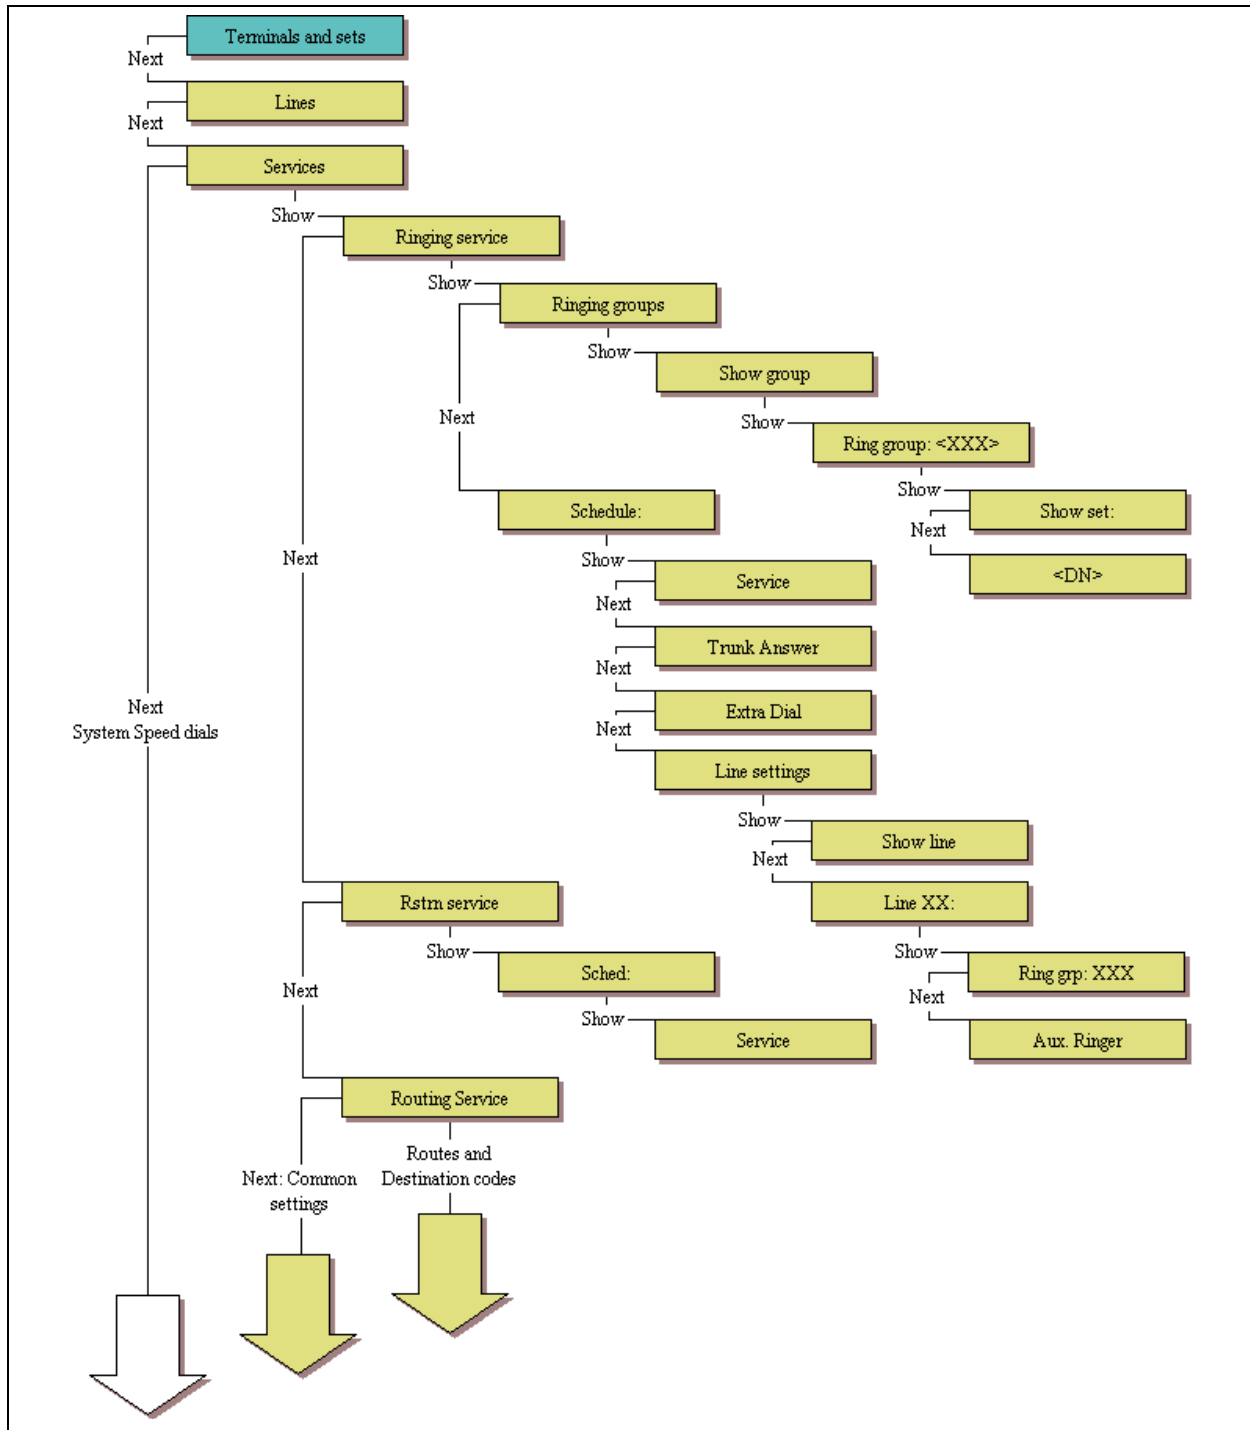 Terminals and sets
Next
Lines
Next
Services
Show
Ringing service
Show
Ringing groups
Show
Show group
Next
Show
Ring group: <XXX>
Show
Schedule:
Show set:
Next
Next
Show
<DN>
Service
Next
Trunk Answer
Next
Next
System Speed dials
Extra Dial
Next
Line settings
Show
Show line
Next
Rstrn service
Line XX:
Show
Show
Sched:
Ring grp: XXX
Next
Next
Show
Service
Aux. Ringer
Routing Service
Routes and
Destination codes
Next: Common
settings